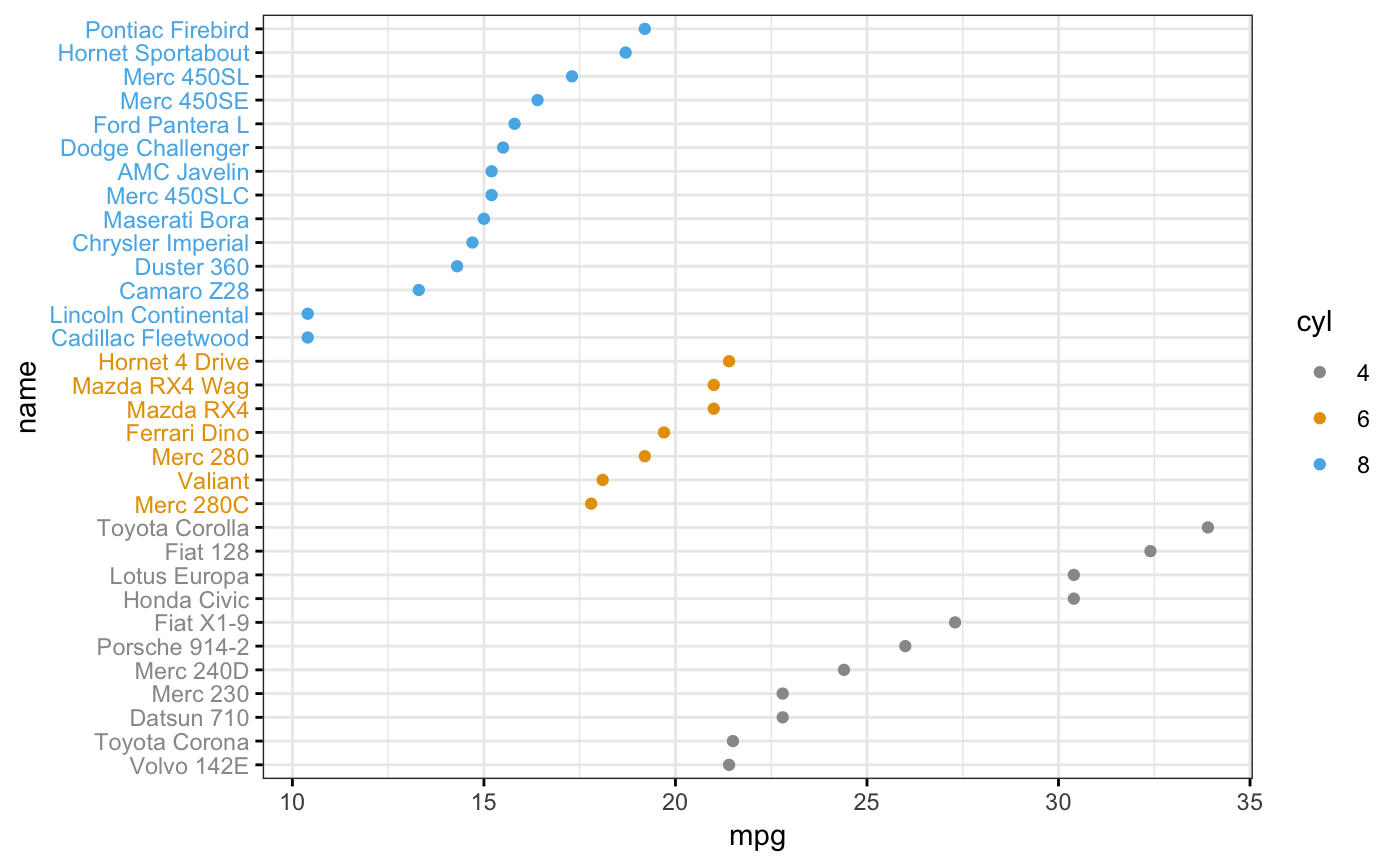 Pontiac Firebird
Hornet Sportabout
Merc 450SL
Merc 450SE
Ford Pantera L
Dodge Challenger
AMC Javelin
Merc 450SLC
Maserati Bora
Chrysler Imperial
Duster 360
Camaro Z28
Lincoln Continental
Cadillac Fleetwood
Hornet 4 Drive
Mazda RX4 Wag
Mazda RX4
Ferrari Dino
Merc 280
Valiant
Merc 280C
Toyota Corolla
Fiat 128
Lotus Europa
Honda Civic
Fiat X1-9
Porsche 914-2
Merc 240D
Merc 230
Datsun 710
Toyota Corona
Volvo 142E
name
10 15 20 25 30 35
mpg
cyl
4
6
8